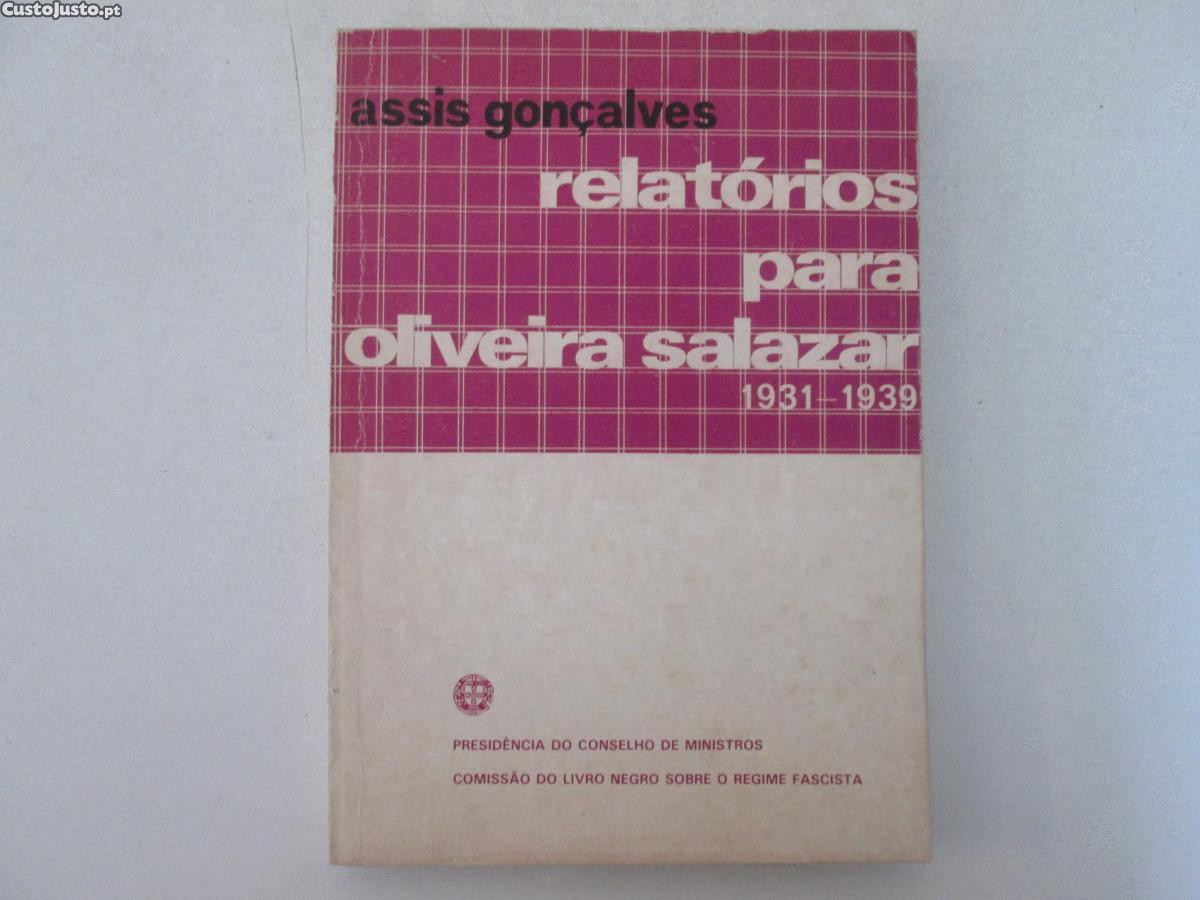 CustoJusto.pt
assis gonçalves
relatórios
para
oliveira salazar
1931-1939
PRESIDÊNCIA DO CONSELHO DE MINISTROS
COMISSÃO DO LIVRO NEGRO SOBRE O REGIME FASCISTA